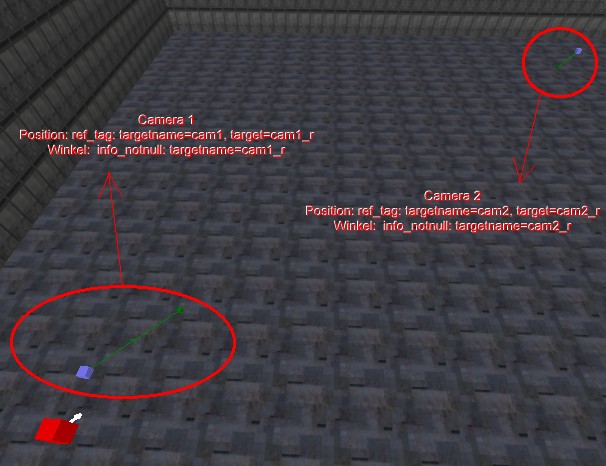 Camera 1
Position: ref_tag: targetname=cam1, target=cam1_r
Winkel: info_notnull: targetname=cam1_r
Camera 2
Position: ref_tag: targetname=cam2, target=cam2_r
Winkel: info_notnull: targetname=cam2_r